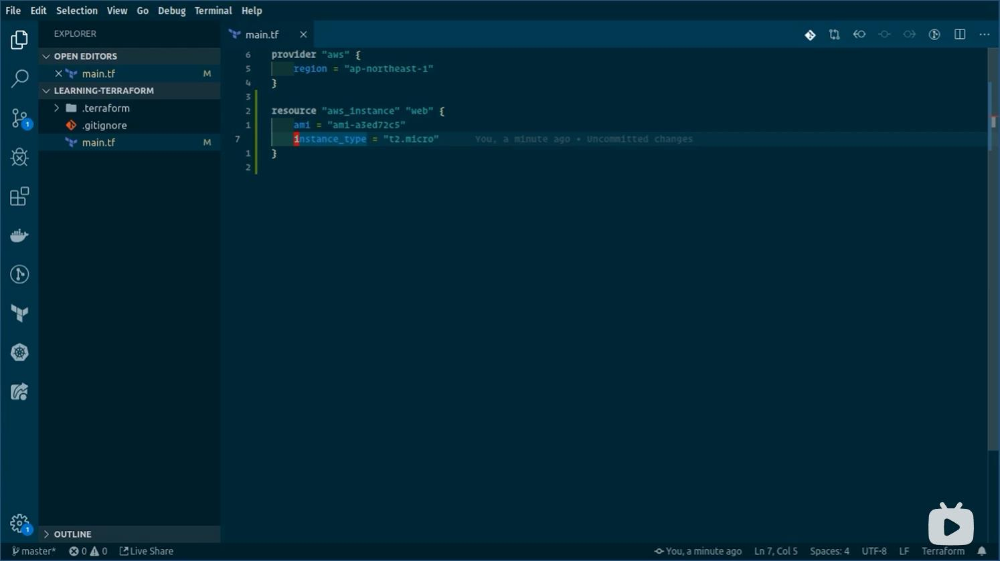 File Edit Selection View Go Debug Terminal Help
EXPLORER
OPEN EDITORS
main.tf M
LEARNING-TERRAFORM
.terraform
.gitignore
main.tf M
OUTLINE
main.tf
6 provider "aws" {
5 region = "ap-northeast-1"
4 }
3
2 resource "aws_instance" "web" {
1 ami = "ami-a3ed72c5"
7 instance_type = "t2.micro" You, a minute ago • Uncommitted changes
1 }
2
1
1
master* 0 0 Live Share You, a minute ago Ln 7, Col 5 Spaces: 4 UTF-8 LF Terraform